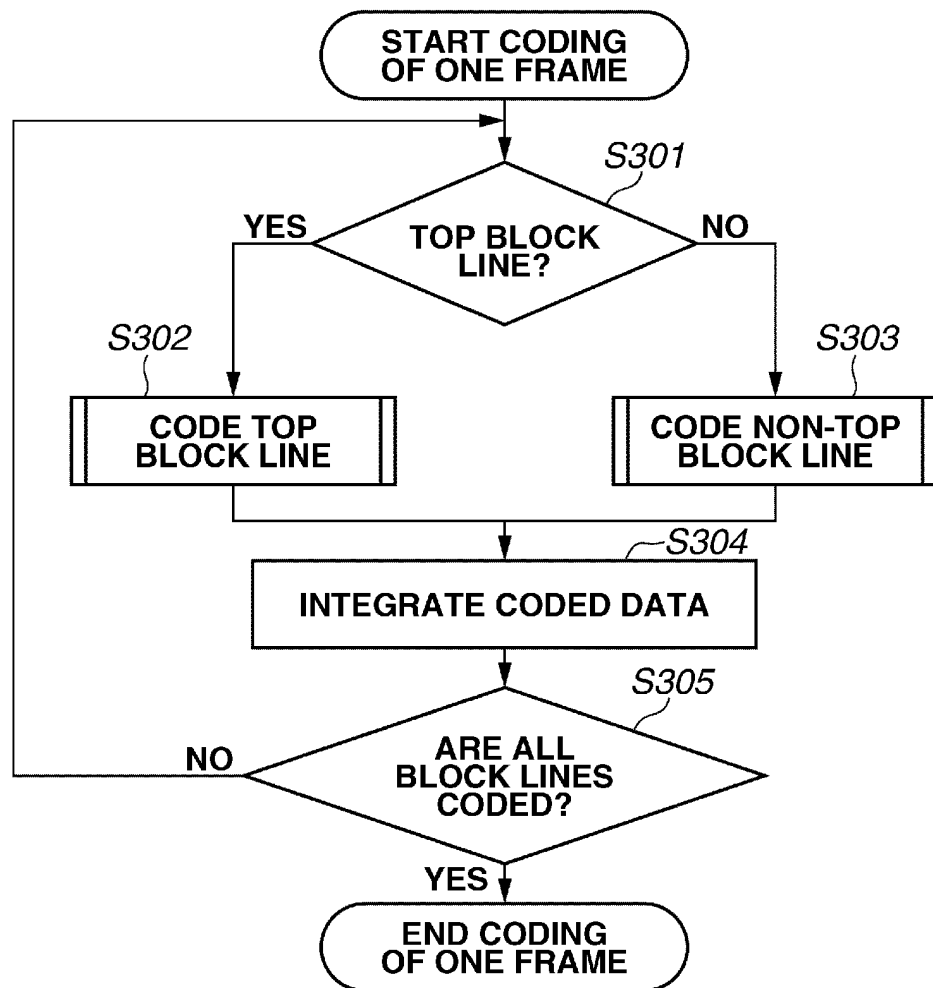 START CODING
OF ONE FRAME
S301
YES
NO
TOP BLOCK
LINE?
S302
S303
CODE TOP
BLOCK LINE
CODE NON-TOP
BLOCK LINE
S304
INTEGRATE CODED DATA
S305
NO
ARE ALL
BLOCK LINES
CODED?
YES
END CODING
OF ONE FRAME